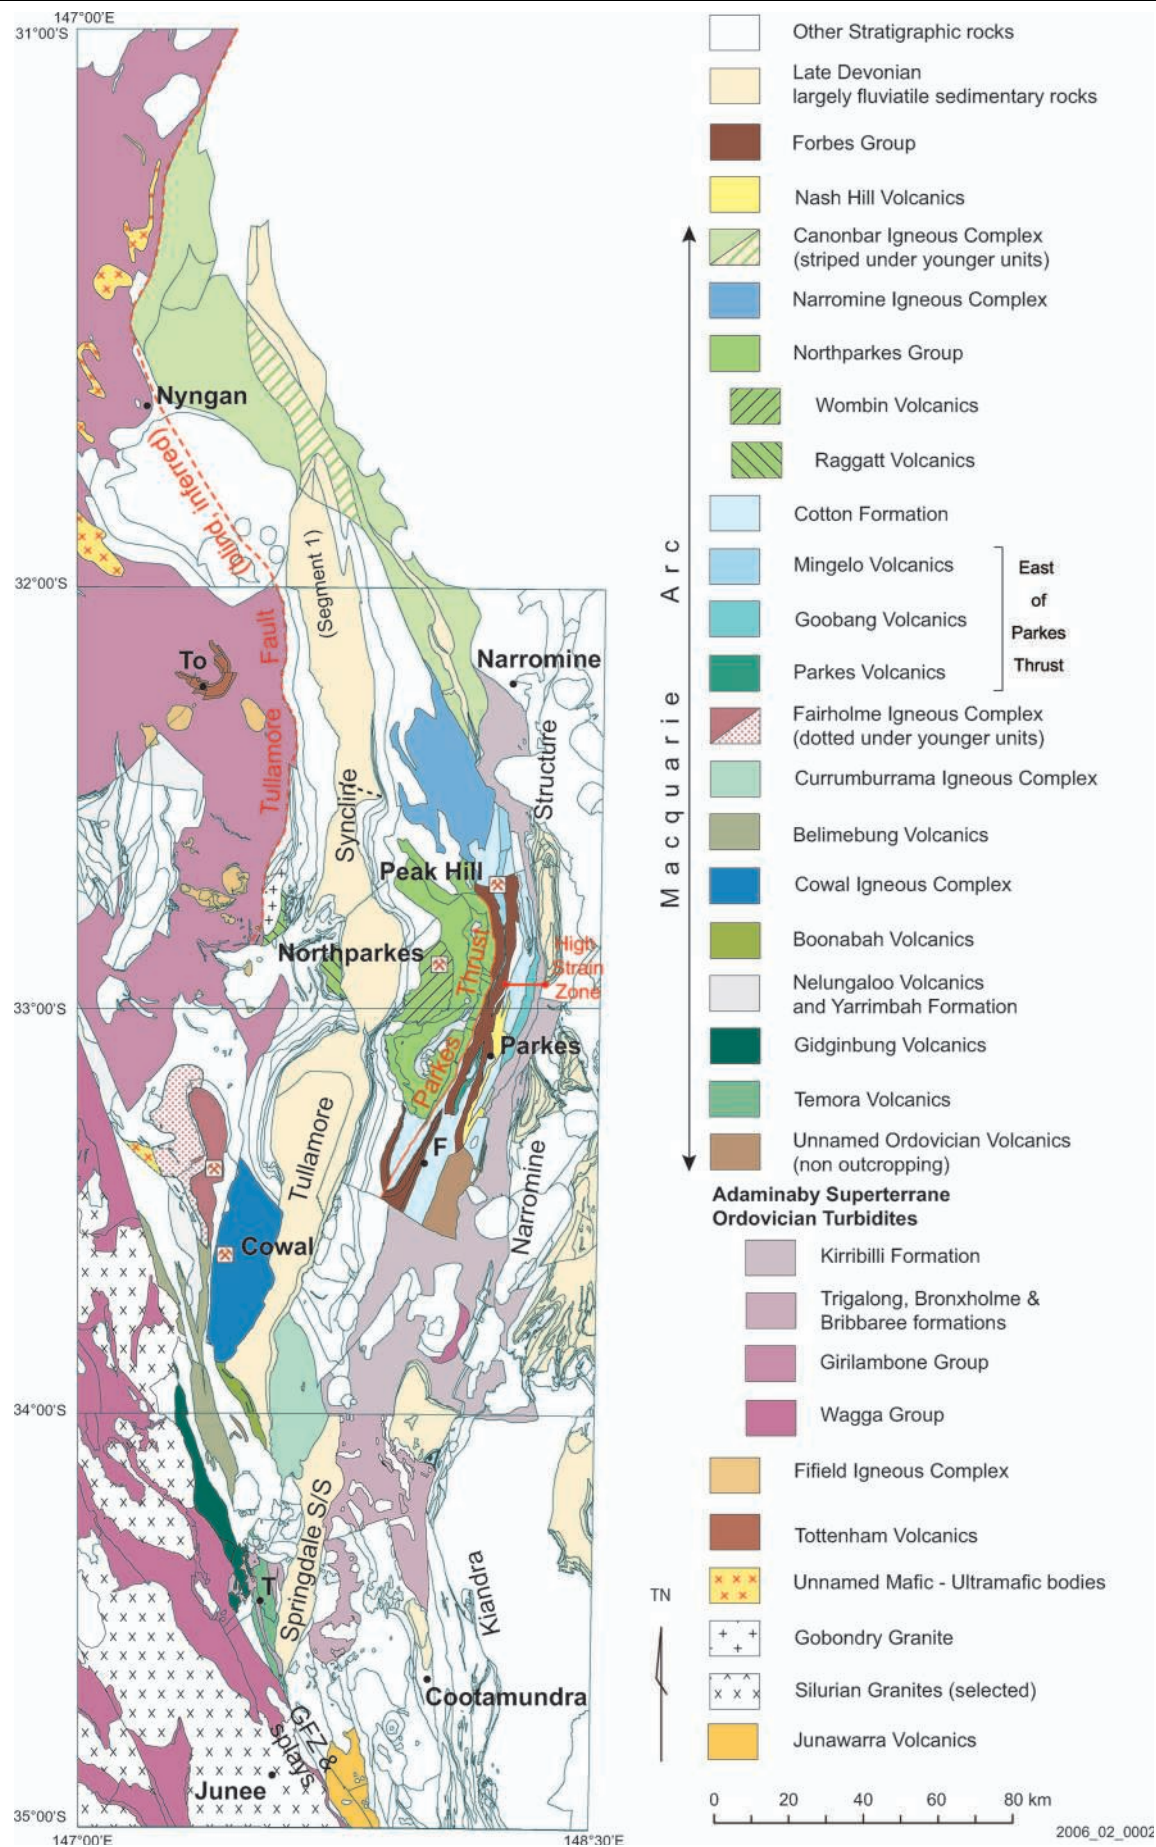 147°00'E
31°00'S
Nyngan
(blind, inferred)
(Segment 1)
32°00'S
To
Fault
Tullamore
Narromine
Structure
Syncline
Peak Hill
Northparkes
Thrust
High
Strain
Zone
33°00'S
Parkes
Parkes
Tullamore
F
Narromine
Cowal
34°00'S
Springdale S/S
T
Kiandra
Cootamundra
GFZ &
splays
Junee
35°00'S
147°00'E
148°30'E
Other Stratigraphic rocks
Late Devonian
largely fluviatile sedimentary rocks
Forbes Group
Nash Hill Volcanics
Macquarie Arc
Canonbar Igneous Complex
(striped under younger units)
Narromine Igneous Complex
Northparkes Group
Wombin Volcanics
Raggatt Volcanics
Cotton Formation
Mingelo Volcanics
Goobang Volcanics
Parkes Volcanics
East
of
Parkes
Thrust
Fairholme Igneous Complex
(dotted under younger units)
Currumburrama Igneous Complex
Belimebung Volcanics
Cowal Igneous Complex
Boonabah Volcanics
Nelungaloo Volcanics
and Yarrimbah Formation
Gidginbung Volcanics
Temora Volcanics
Unnamed Ordovician Volcanics
(non outcropping)
Adaminaby Superterrane
Ordovician Turbidites
Kirribilli Formation
Trigalong, Bronxholme &
Bribbaree formations
Girilambone Group
Wagga Group
Fifield Igneous Complex
Tottenham Volcanics
Unnamed Mafic - Ultramafic bodies
Gobondry Granite
Silurian Granites (selected)
Junawarra Volcanics
TN
0 20 40 60 80 km
2006_02_0002